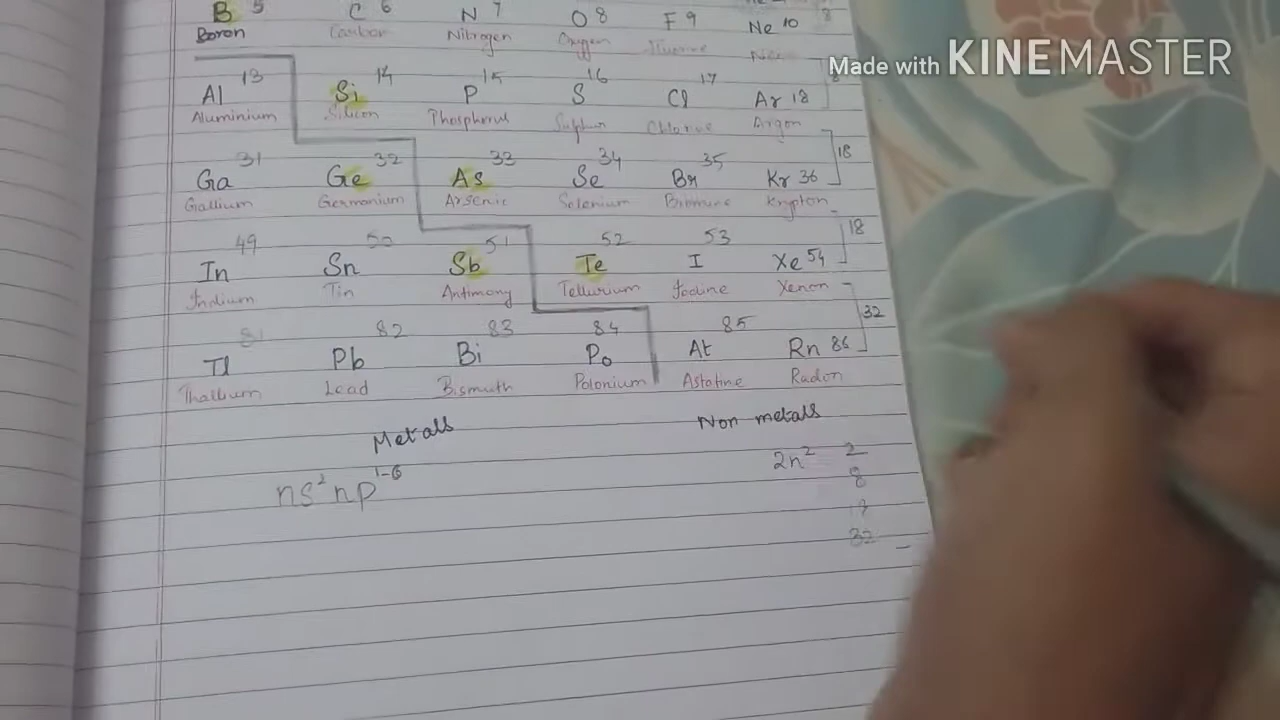 B 5 C 6 N 7 O 8 F 9 Ne 10 8
Boron Carbon Nitrogen Oxygen
Made with KINEMASTER
Al 13 Si 14 P 15 S 16 Cl 17 Ar 18
Aluminium Silicon Phosphorus Sulphur Chlorine Argon
18
Ga 31 Ge 32 As 33 Se 34 Br 35 Kr 36
Gallium Germanium Arsenic Selenium Bromine Krypton
18
In 49 Sn 50 Sb 51 Te 52 I 53 Xe 54
Indium Tin Antimony Tellurium Iodine Xenon
32
Tl 81 Pb 82 Bi 83 Po 84 At 85 Rn 86
Thallium Lead Bismuth Polonium Astatine Radon
Metals Non metals
ns² np¹⁻⁶ 2n² 2
8
32